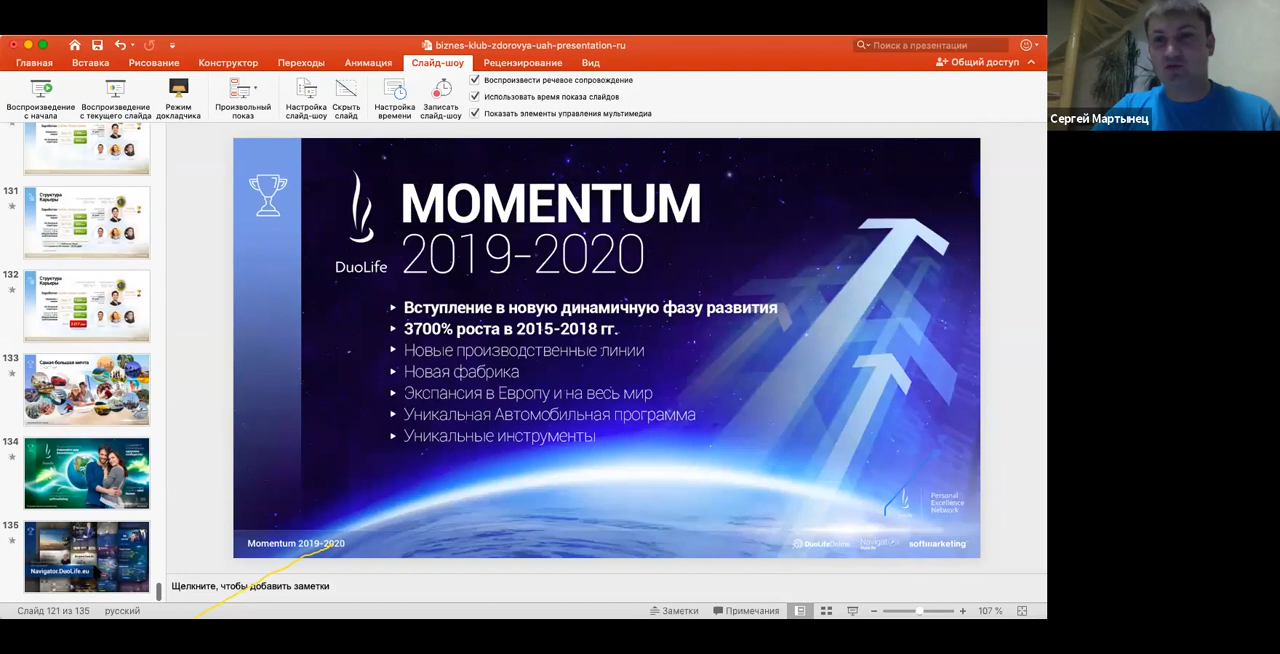 biznes-klub-zdorovya-uah-presentation-ru
Поиск в презентации
Главная Вставка Рисование Конструктор Переходы Анимация Слайд-шоу Рецензирование Вид
Общий доступ
Воспроизведение с начала
Воспроизведение с текущего слайда
Режим докладчика
Произвольный показ
Настройка слайд-шоу
Скрыть слайд
Настройка времени
Записать слайд-шоу
Воспроизвести речевое сопровождение
Использовать время показа слайдов
Показать элементы управления мультимедиа
Сергей Мартынец
131
Структура Карьеры
132
Структура Карьеры
133
Самая большая мечта
134
135
Navigator.DuoLife.eu
DuoLife
MOMENTUM
2019-2020
Вступление в новую динамичную фазу развития
3700% роста в 2015-2018 гг.
Новые производственные линии
Новая фабрика
Экспансия в Европу и на весь мир
Уникальная Автомобильная программа
Уникальные инструменты
Personal
Excellence
Network
Momentum 2019-2020
DuoLifeOnline Navigator softmarketing
Щелкните, чтобы добавить заметки
Слайд 121 из 135 русский
Заметки Примечания 107 %